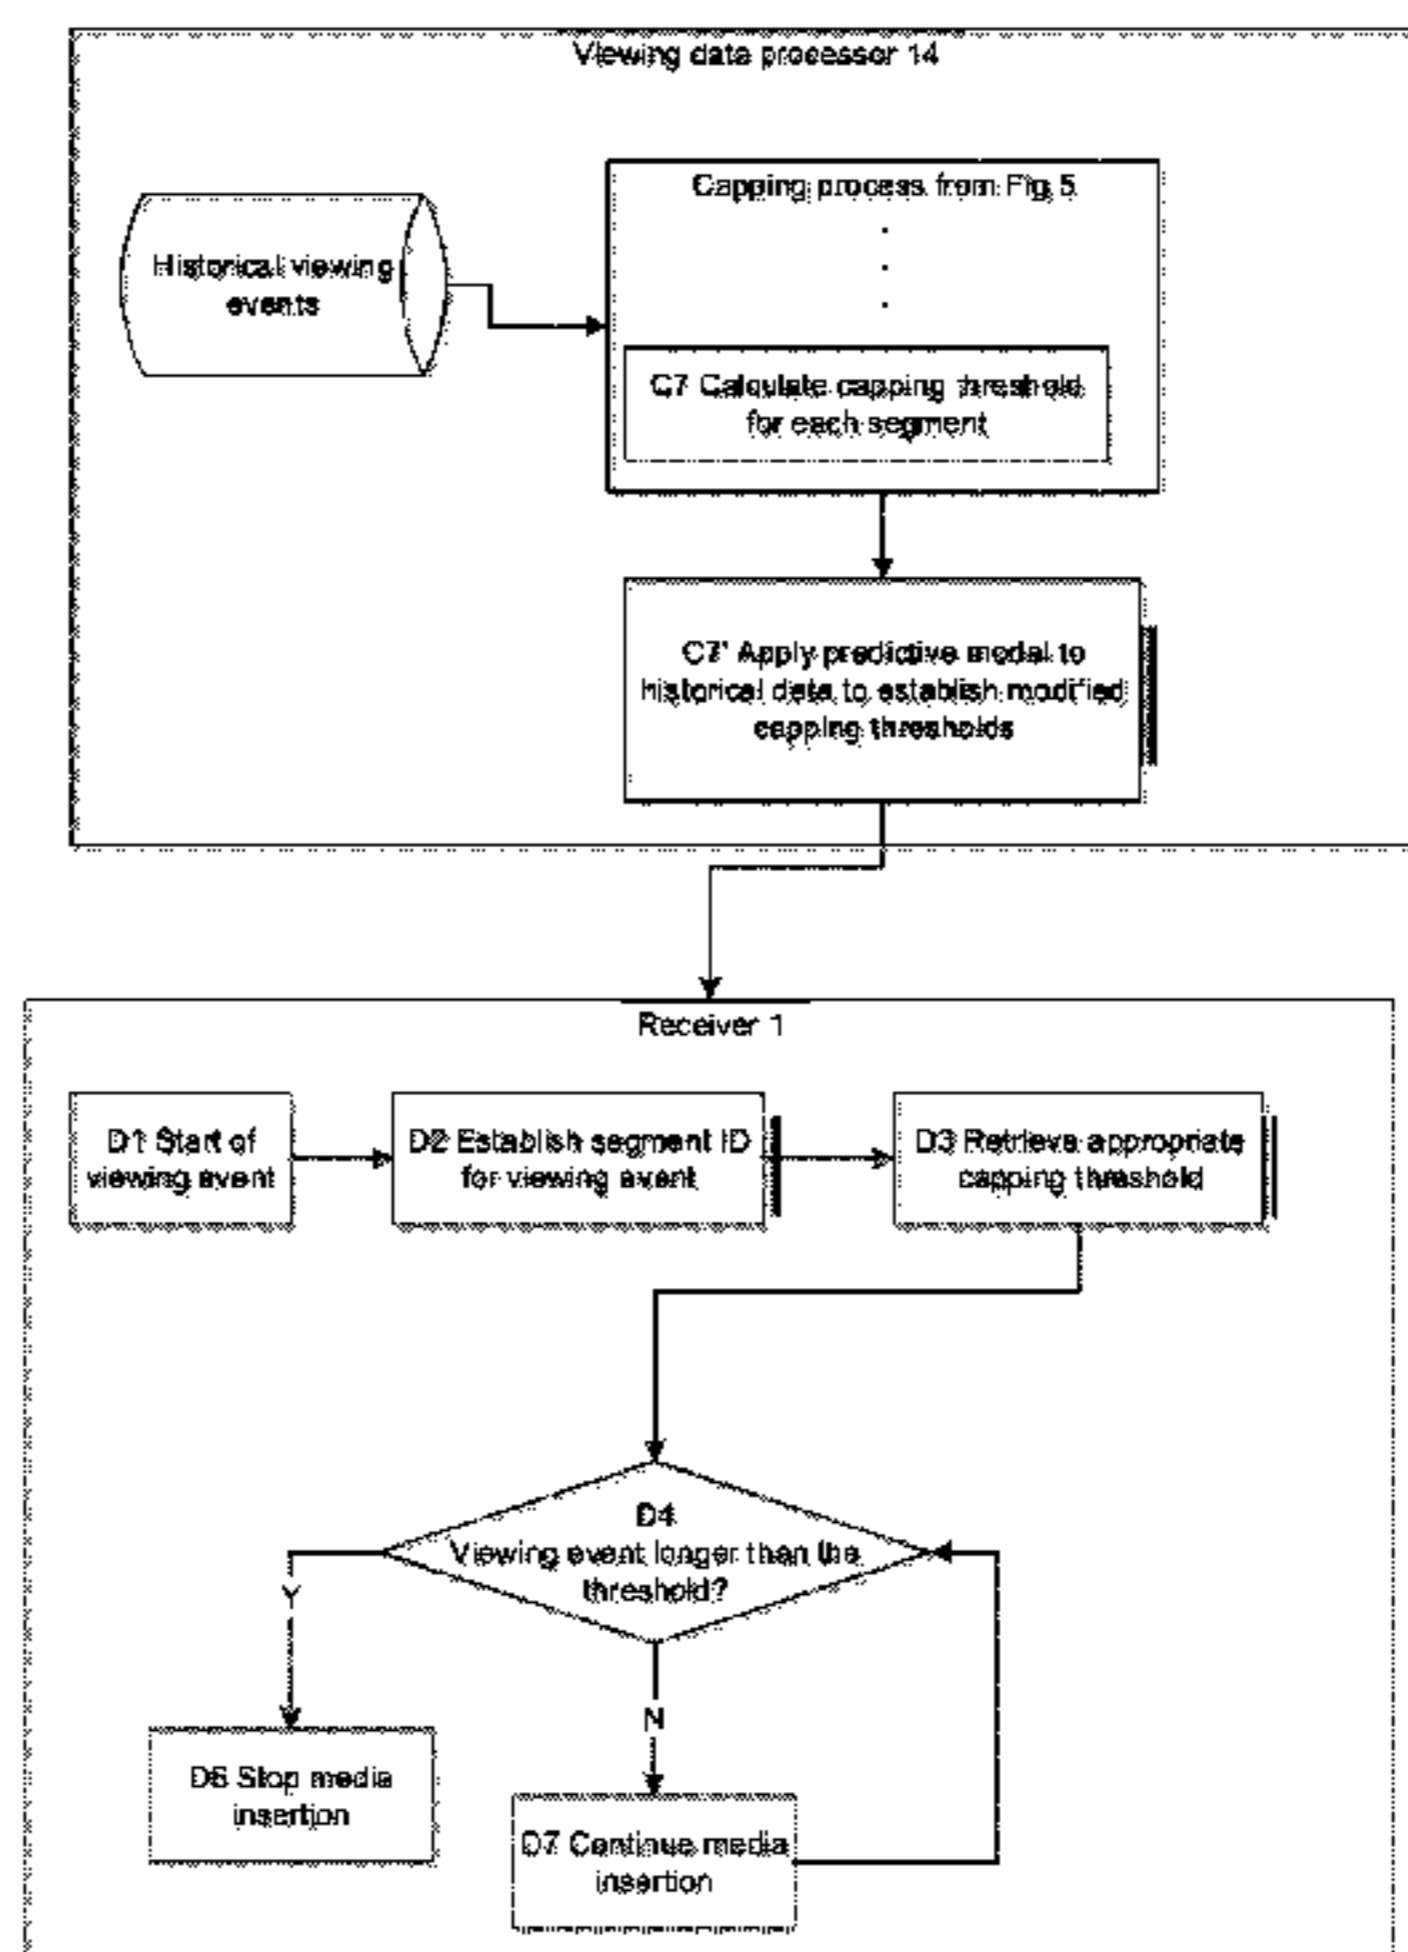 Viewing data processor 14
Capping process from Fig 5
Historical viewing
events
C7 Calculate capping threshold
for each segment
C7' Apply predictive model to
historical data to establish modified
capping thresholds
Receiver 1
D1 Start of
viewing event
D2 Establish segment ID
for viewing event
D3 Retrieve appropriate
capping threshold
D4
Viewing event longer than the
threshold?
Y
N
Stop media
insertion
D7 Continue media
insertion